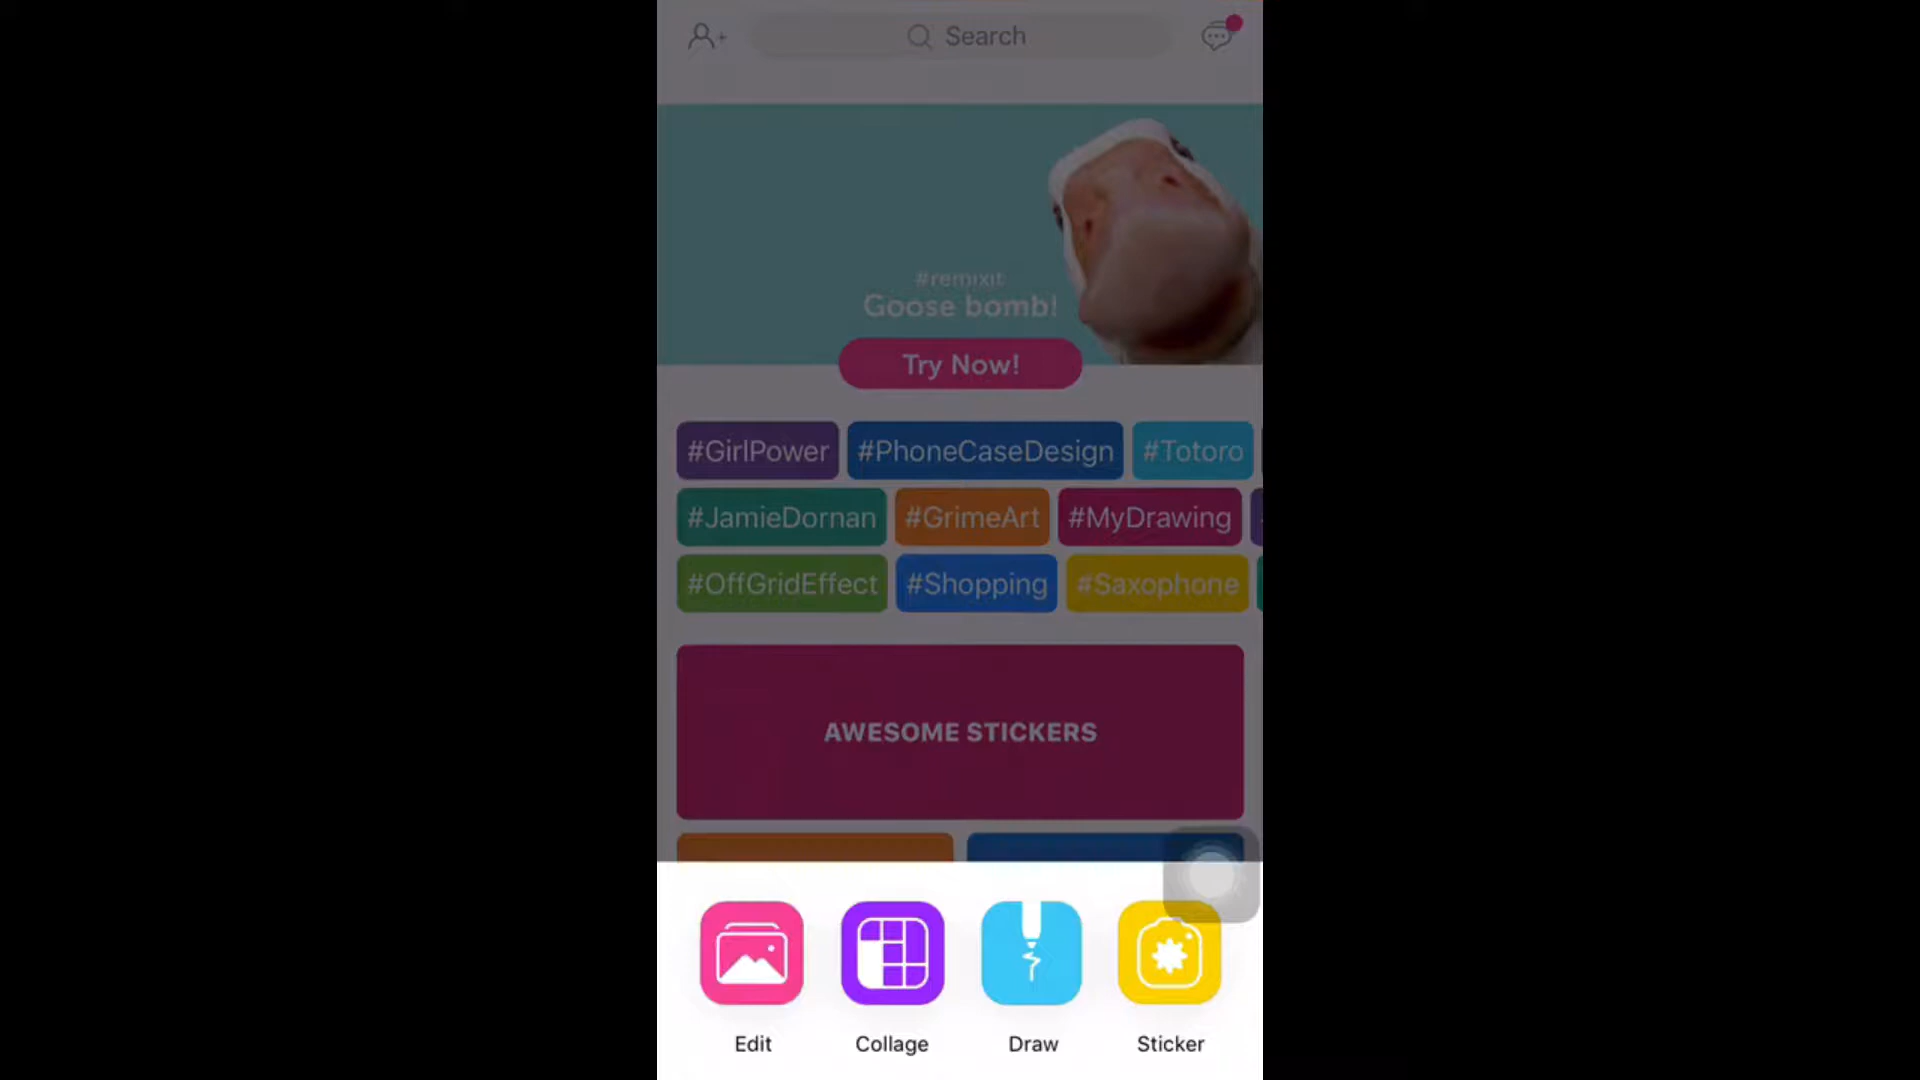 Search
#remixit
Goose bomb!
Try Now!
#GirlPower #PhoneCaseDesign #Totoro
#JamieDornan #GrimeArt #MyDrawing
#OffGridEffect #Shopping #Saxophone
AWESOME STICKERS
Edit Collage Draw Sticker